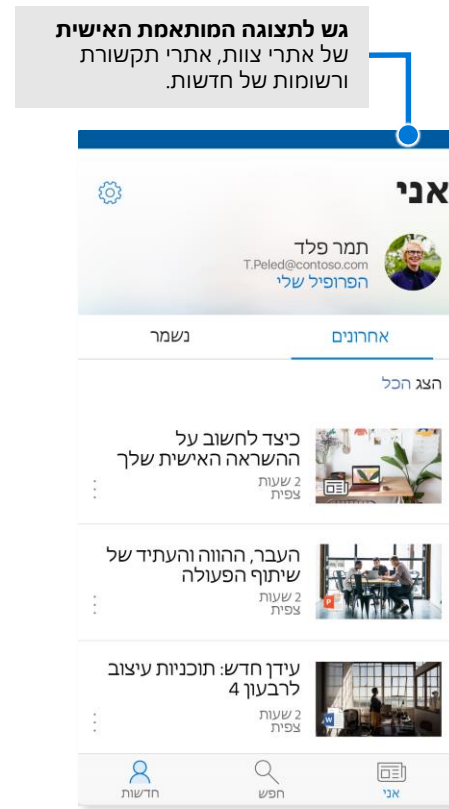 גש לתצוגה המותאמת האישית
של אתרי צוות, אתרי תקשורת
ורשומות של חדשות.
אני
תמר פלד
T.Peled@contoso.com
הפרופיל שלי
אחרונים
נשמר
הצג הכל
כיצד לחשוב על
ההשראה האישית שלך
2 שעות
צפית
העבר, ההווה והעתיד של
שיתוף הפעולה
2 שעות
צפית
עידן חדש: תוכניות עיצוב
לרבעון 4
2 שעות
צפית
אני
חפש
חדשות